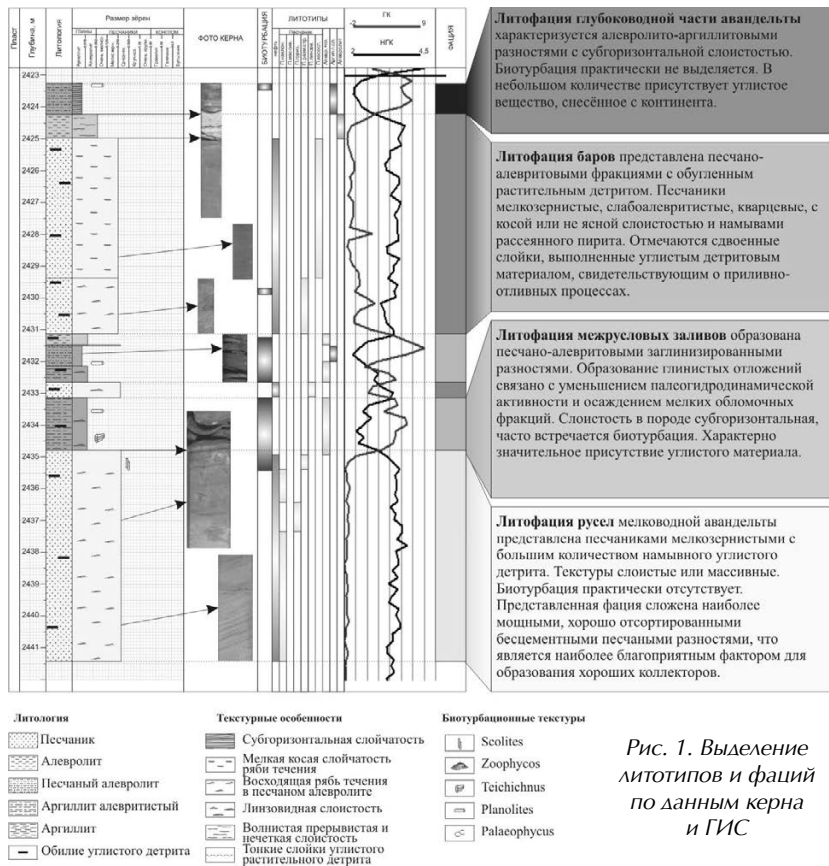 Пласт
Глубина, м
Литология
Размер зёрен
ГЛИНЫ
ПЕСЧАНИКИ
ФОТО КЕРНА
БИОТУРБАЦИЯ
ЛИТОТИПЫ
нефть
Песчаник
ГК
-2 9
НГК
2 4,5
ФАЦИЯ
2423
2424
2425
2426
2427
2428
2429
2430
2431
2432
2433
2434
2435
2436
2437
2438
2439
2440
2441
Литофация глубоководной части авандельты
характеризуется алевролито-аргиллитовыми
разностями с субгоризонтальной слоистостью.
Биотурбация практически не выделяется. В
небольшом количестве присутствует углистое
вещество, снесённое с континента.
Литофация баров представлена песчано-
алевритовыми фракциями с обугленным
растительным детритом. Песчаники
мелкозернистые, слабоалевритистые, кварцевые, с
косой или не ясной слоистостью и намывами
рассеянного пирита. Отмечаются сдвоенные
слойки, выполненные углистым детритовым
материалом, свидетельствующим о приливно-
отливных процессах.
Литофация межрусловых заливов образована
песчано-алевритовыми заглинизированными
разностями. Образование глинистых отложений
связано с уменьшением палеогидродинамической
активности и осаждением мелких обломочных
фракций. Слоистость в породе субгоризонтальная,
часто встречается биотурбация. Характерно
значительное присутствие углистого материала.
Литофация русел мелководной авандельты
представлена песчаниками мелкозернистыми с
большим количеством намывного углистого
детрита. Текстуры слоистые или массивные.
Биотурбация практически отсутствует.
Представленная фация сложена наиболее
мощными, хорошо отсортированными
бесцементными песчаными разностями, что
является наиболее благоприятным фактором для
образования хороших коллекторов.
Литология
Песчаник
Алевролит
Песчаный алевролит
Аргиллит алевритистый
Аргиллит
Обилие углистого детрита
Текстурные особенности
Субгоризонтальная слойчатость
Мелкая косая слойчатость
ряби течения
Восходящая рябь течения
в песчаном алевролите
Линзовидная слоистость
Волнистая прерывистая и
нечеткая слоистость
Тонкие слойки углистого
растительного детрита
Биотурбационные текстуры
Scolites
Zoophycos
Teichichnus
Planolites
Palaeophycus
Рис. 1. Выделение
литотипов и фаций
по данным керна
и ГИС